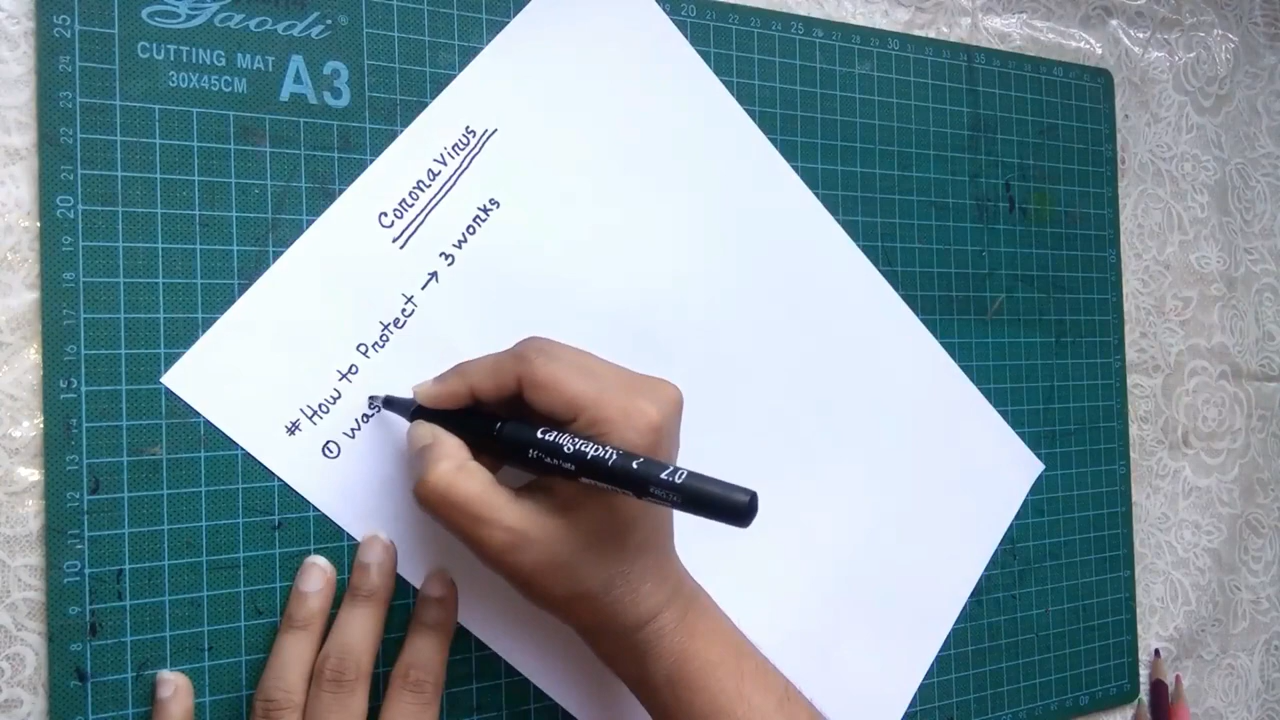 Gaodi®
CUTTING MAT
30X45CM
A3
CoronaVirus
# How to Protect → 3 works
① was
Calligraphy 2.0